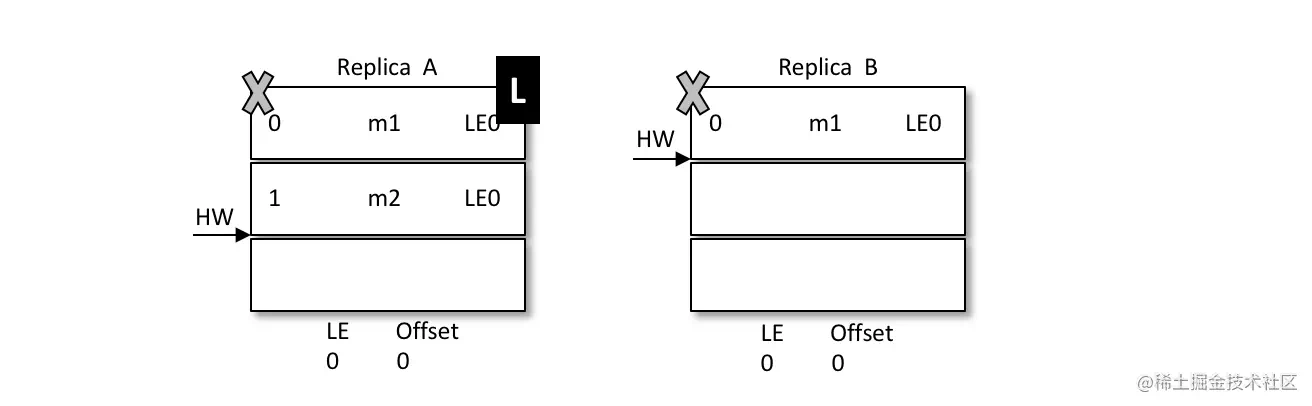 Replica A
L
0 m1 LE0
HW
1 m2 LE0
HW
LE Offset
0 0
Replica B
0 m1 LE0
LE Offset
0 0
@稀土掘金技术社区